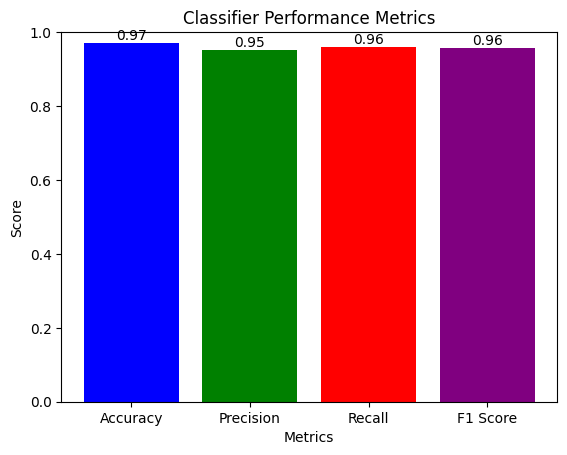 Classifier Performance Metrics
1.0
0.8
0.6
0.4
0.2
0.0
Score
0.97
0.95
0.96
0.96
Accuracy
Precision
Recall
F1 Score
Metrics